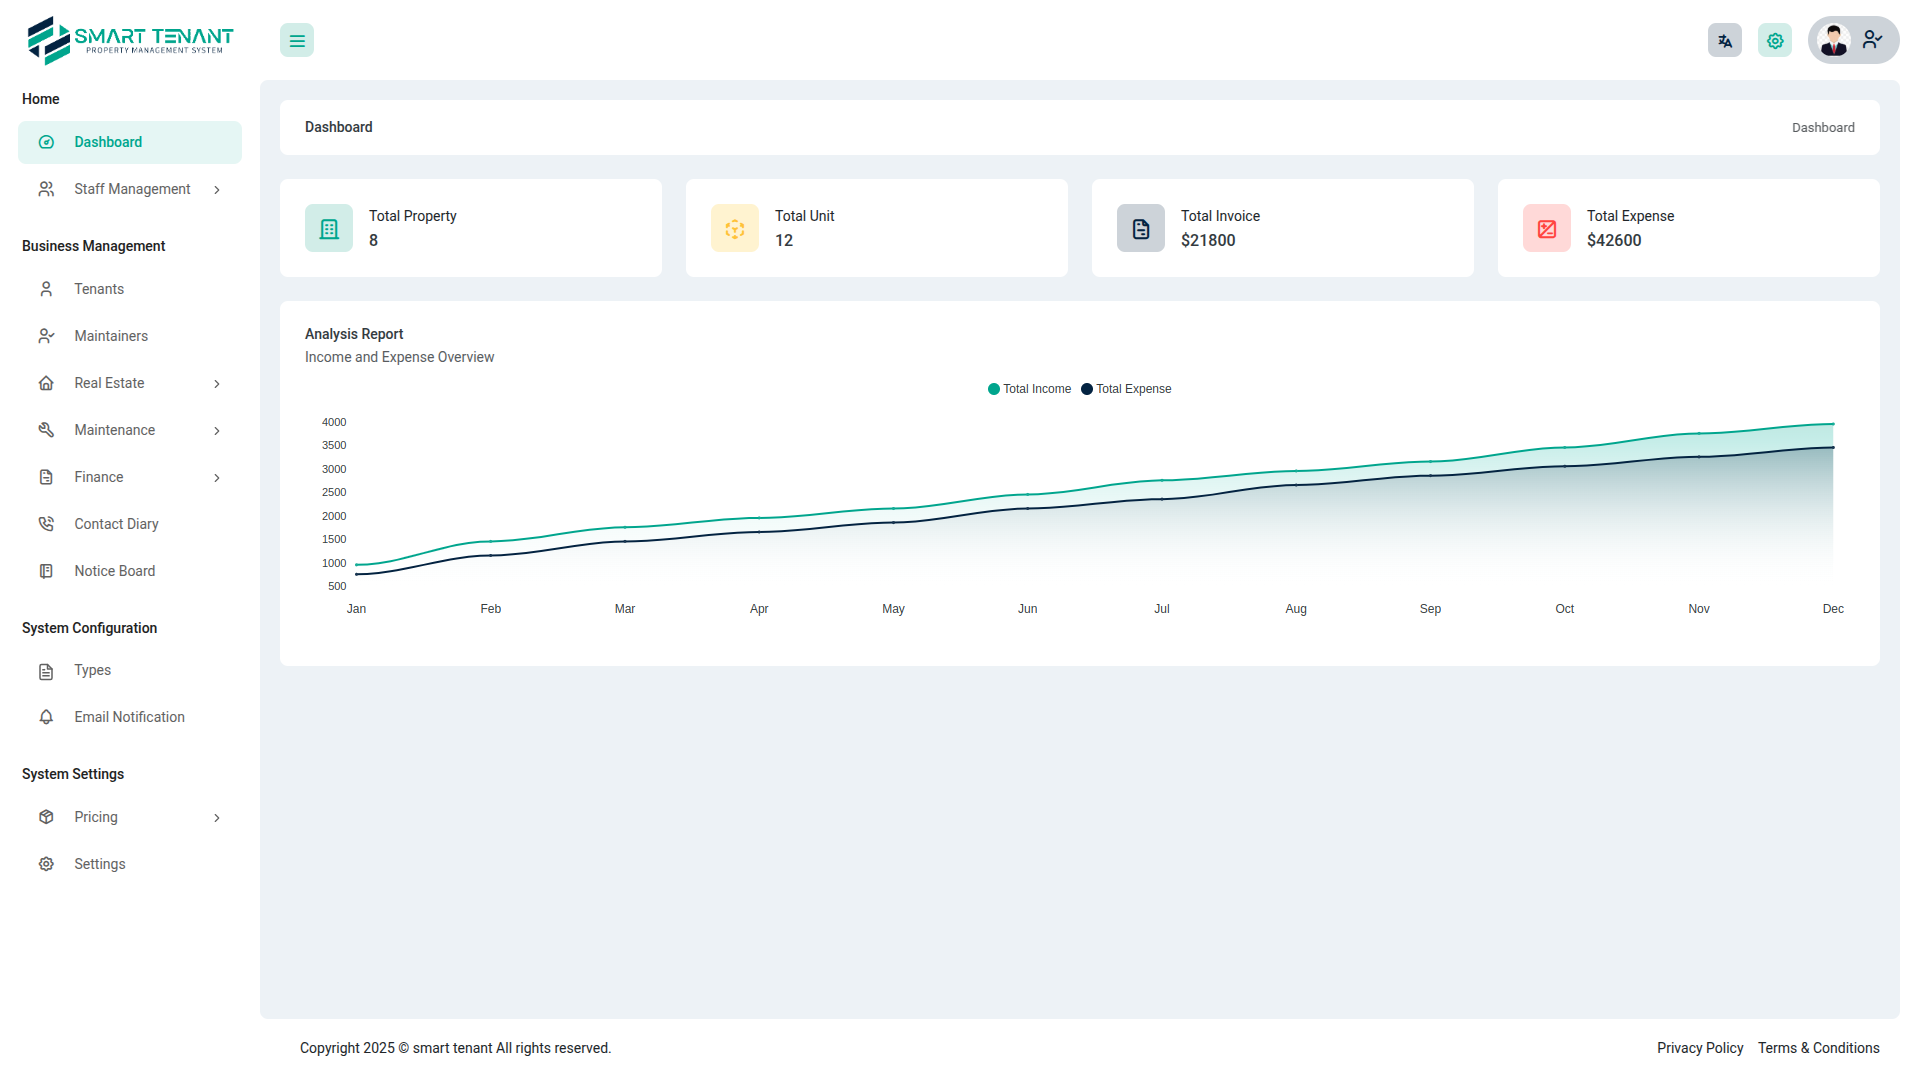 SMART TENANT
PROPERTY MANAGEMENT SYSTEM
Home
Dashboard
Staff Management
Business Management
Tenants
Maintainers
Real Estate
Maintenance
Finance
Contact Diary
Notice Board
System Configuration
Types
Email Notification
System Settings
Pricing
Settings
Dashboard
Dashboard
Total Property
8
Total Unit
12
Total Invoice
$21800
Total Expense
$42600
Analysis Report
Income and Expense Overview
Total Income
Total Expense
4000
3500
3000
2500
2000
1500
1000
500
Jan Feb Mar Apr May Jun Jul Aug Sep Oct Nov Dec
Copyright 2025 © smart tenant All rights reserved.
Privacy Policy
Terms & Conditions